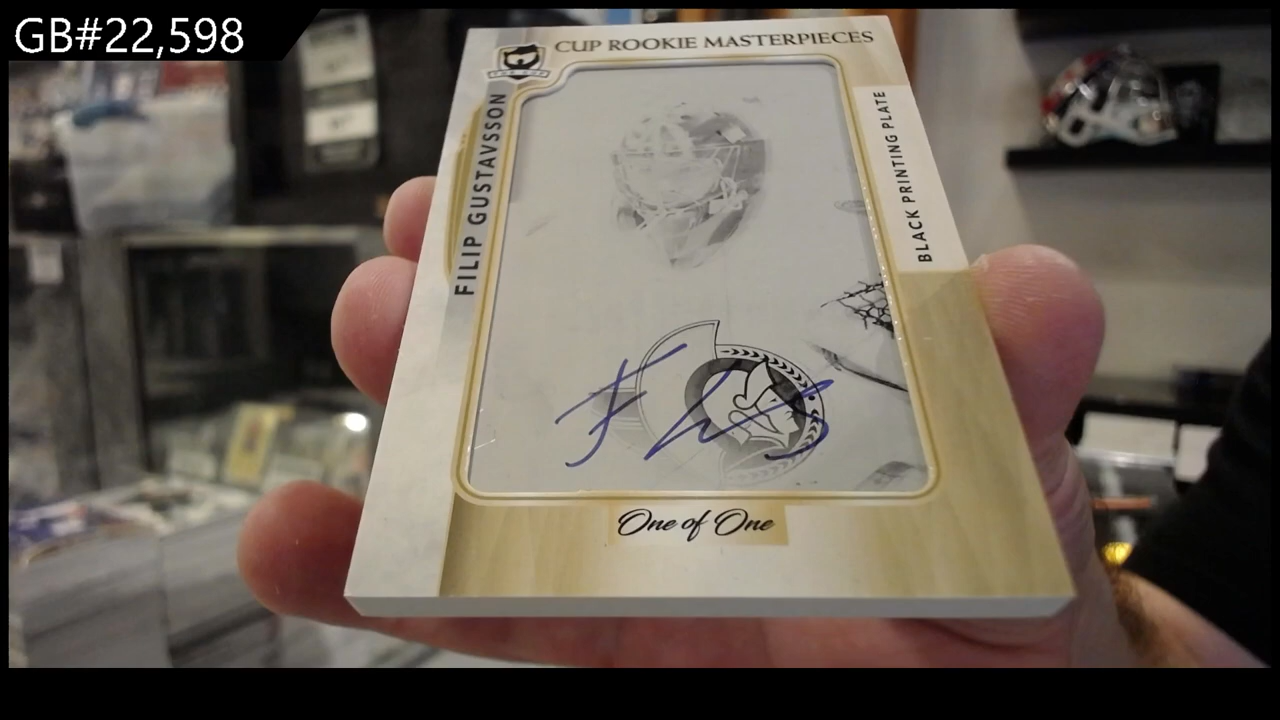 GB#22,598
CUP ROOKIE MASTERPIECES
FILIP GUSTAVSSON
BLACK PRINTING PLATE
One of One